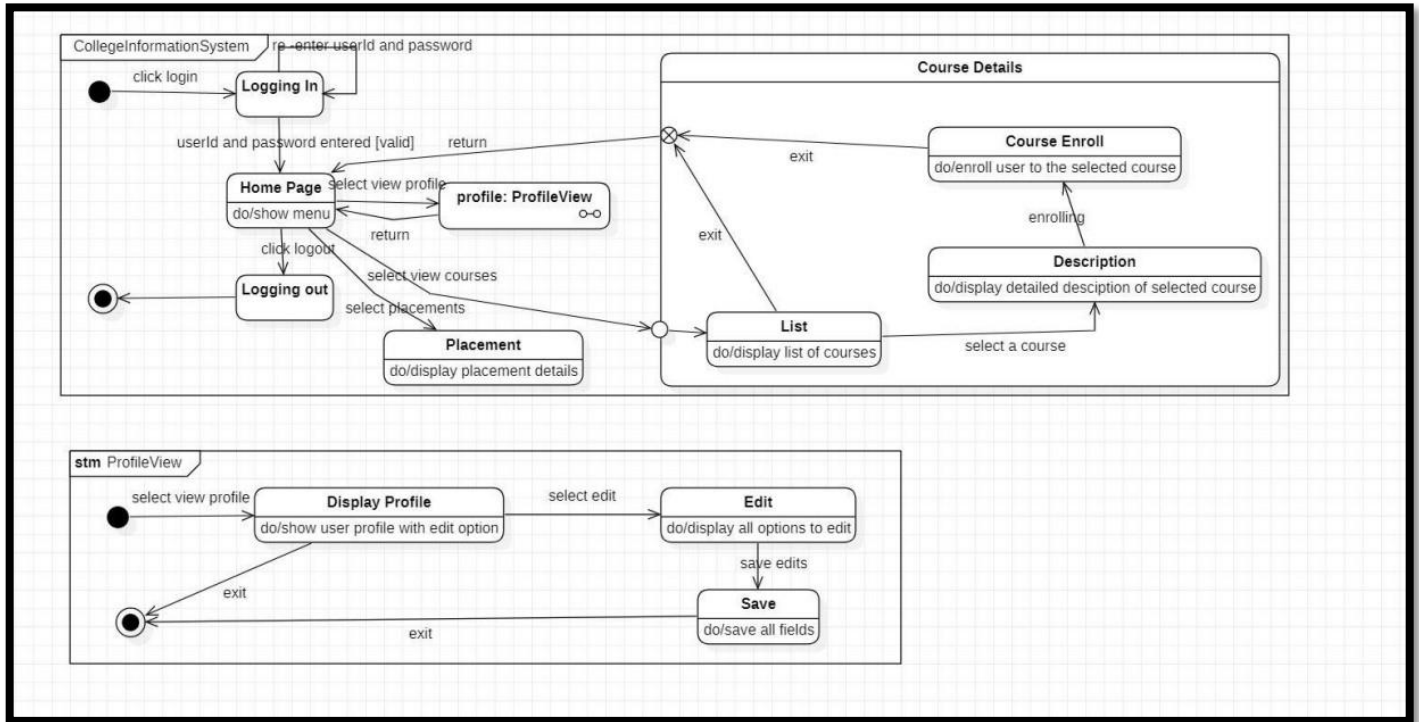 CollegeInformationSystem
re -enter userId and password
Course Details
click login
Logging In
userId and password entered [valid]
return
exit
Course Enroll
do/enroll user to the selected course
Home Page
do/show menu
select view profile
profile: ProfileView
return
enrolling
exit
click logout
Description
do/display detailed desciption of selected course
select view courses
Logging out
select placements
List
do/display list of courses
select a course
Placement
do/display placement details
stm ProfileView
select view profile
Display Profile
do/show user profile with edit option
select edit
Edit
do/display all options to edit
save edits
exit
Save
do/save all fields
exit